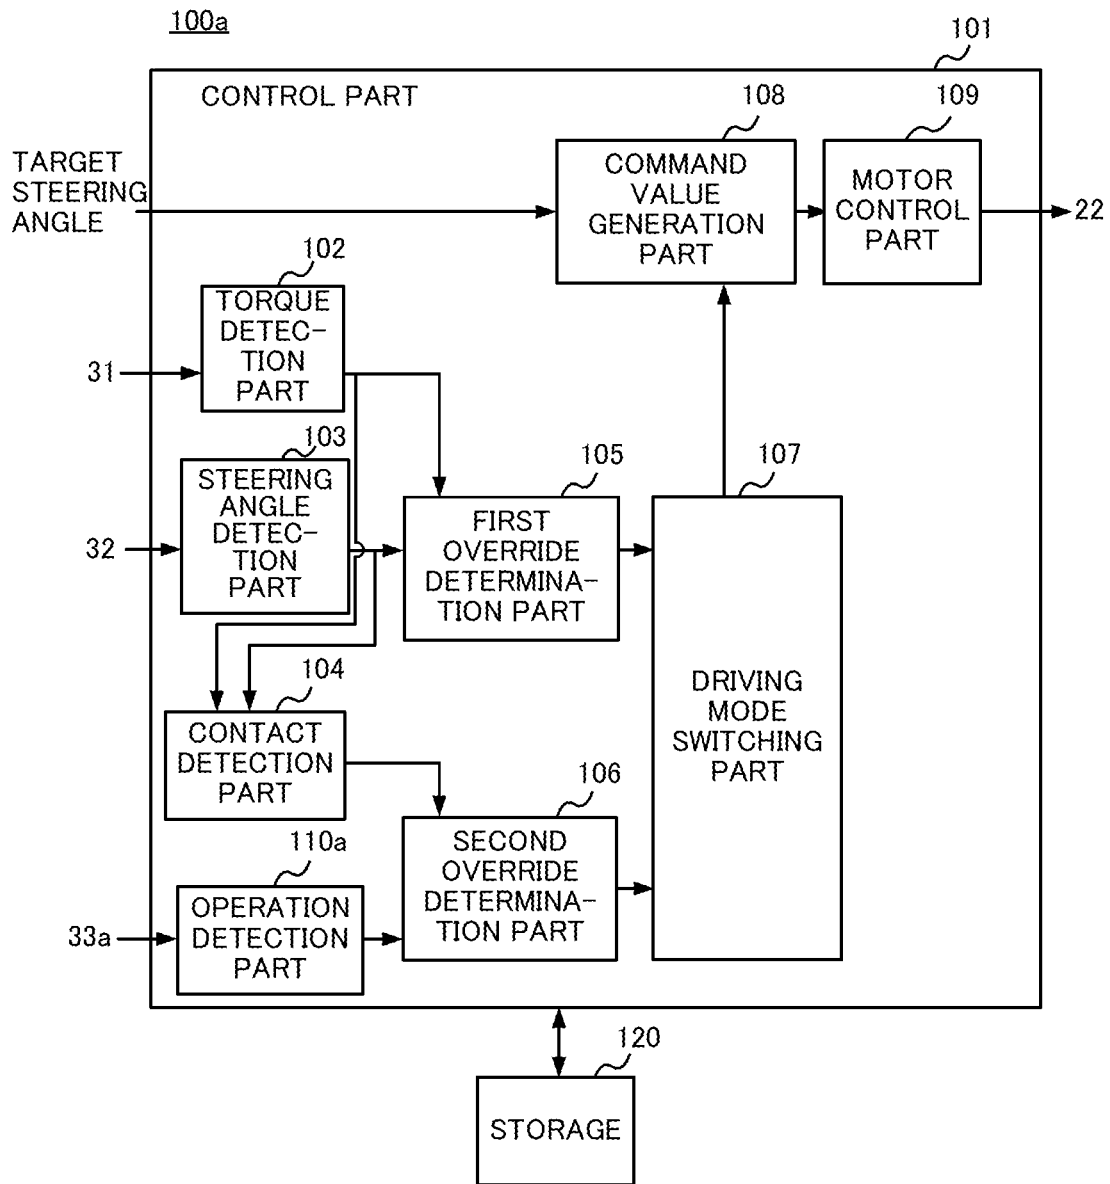 100a
101
CONTROL PART
108
109
TARGET
STEERING
ANGLE
COMMAND
VALUE
GENERATION
PART
MOTOR
CONTROL
PART
22
102
TORQUE
DETEC-
TION
PART
31
103
STEERING
ANGLE
DETEC-
TION
PART
32
105
FIRST
OVERRIDE
DETERMINA-
TION PART
107
DRIVING
MODE
SWITCHING
PART
104
CONTACT
DETECTION
PART
106
SECOND
OVERRIDE
DETERMINA-
TION PART
110a
OPERATION
DETECTION
PART
33a
120
STORAGE